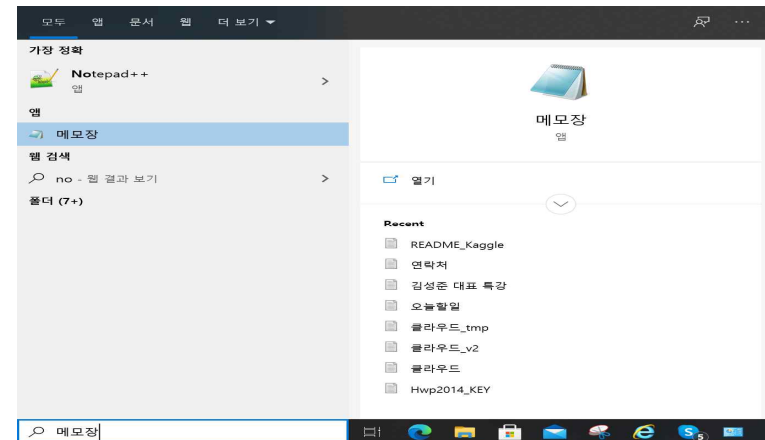 모두 앱 문서 웹 더 보기
가장 정확
Notepad++
앱
앱
메모장
웹 검색
no - 웹 결과 보기
폴더 (7+)
메모장
앱
열기
Recent
README_Kaggle
연락처
김성준 대표 특강
오늘할일
클라우드_tmp
클라우드_v2
클라우드
Hwp2014_KEY
메모장
5